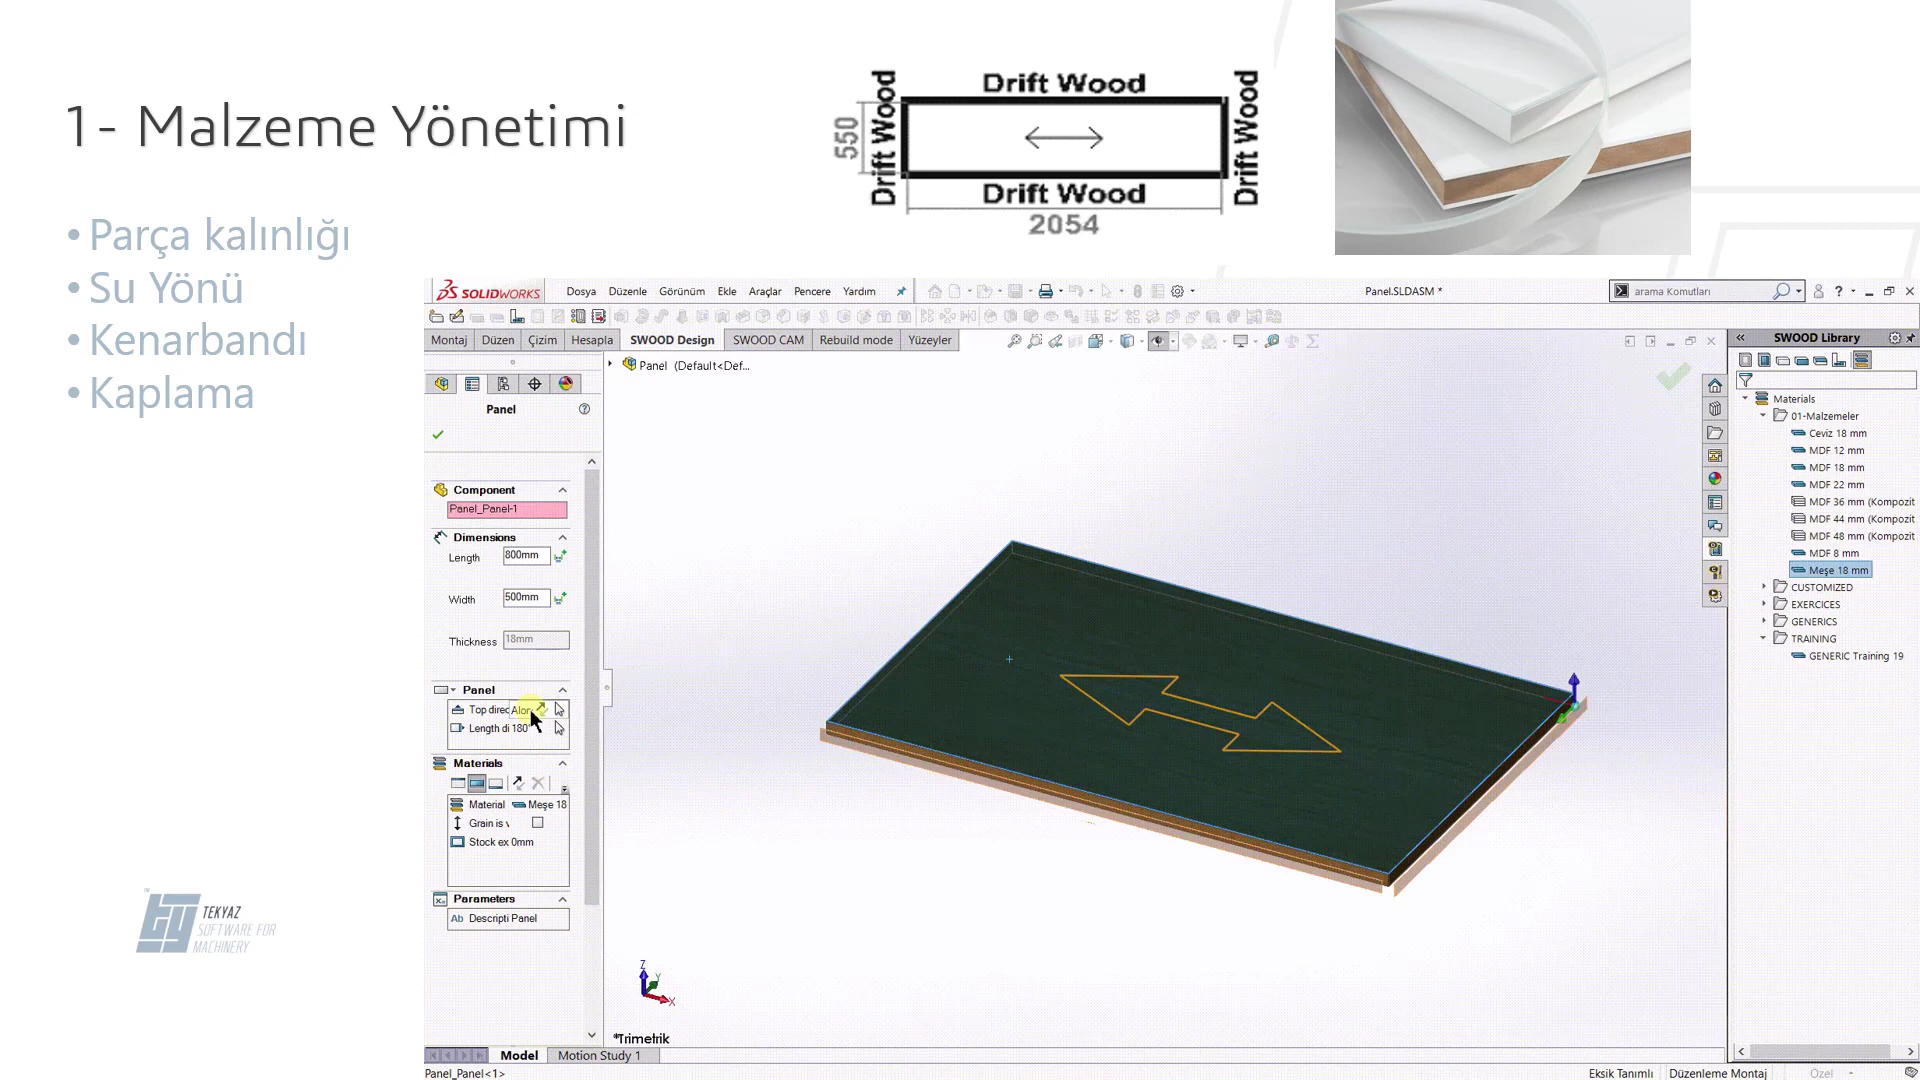 1- Malzeme Yönetimi
• Parça kalınlığı
• Su Yönü
• Kenarbandı
• Kaplama
Drift Wood
Drift Wood
550
Drift Wood
Drift Wood
2054
SOLIDWORKS
Dosya Düzenle Görünüm Ekle Araçlar Pencere Yardım
Panel.SLDASM *
arama Komutları
Montaj Düzen Çizim Hesapla SWOOD Design SWOOD CAM Rebuild mode Yüzeyler
Panel (Default<Def...
Panel
Component
Panel_Panel-1
Dimensions
Length 800mm
Width 500mm
Thickness 18mm
Panel
Top direc Alon
Length di 180°
Materials
Material Meşe 18
Grain is v
Stock ex 0mm
Parameters
Ab Descripti Panel
SWOOD Library
Materials
01-Malzemeler
Ceviz 18 mm
MDF 12 mm
MDF 18 mm
MDF 22 mm
MDF 36 mm (Kompozit
MDF 44 mm (Kompozit
MDF 48 mm (Kompozit
MDF 8 mm
Meşe 18 mm
CUSTOMIZED
EXERCICES
GENERICS
TRAINING
GENERIC Training 19
Z
Y
X
*Trimetrik
Model Motion Study 1
Panel_Panel<1>
Eksik Tanımlı Düzenleme Montaj Özel
TEKYAZ
SOFTWARE FOR
MACHINERY